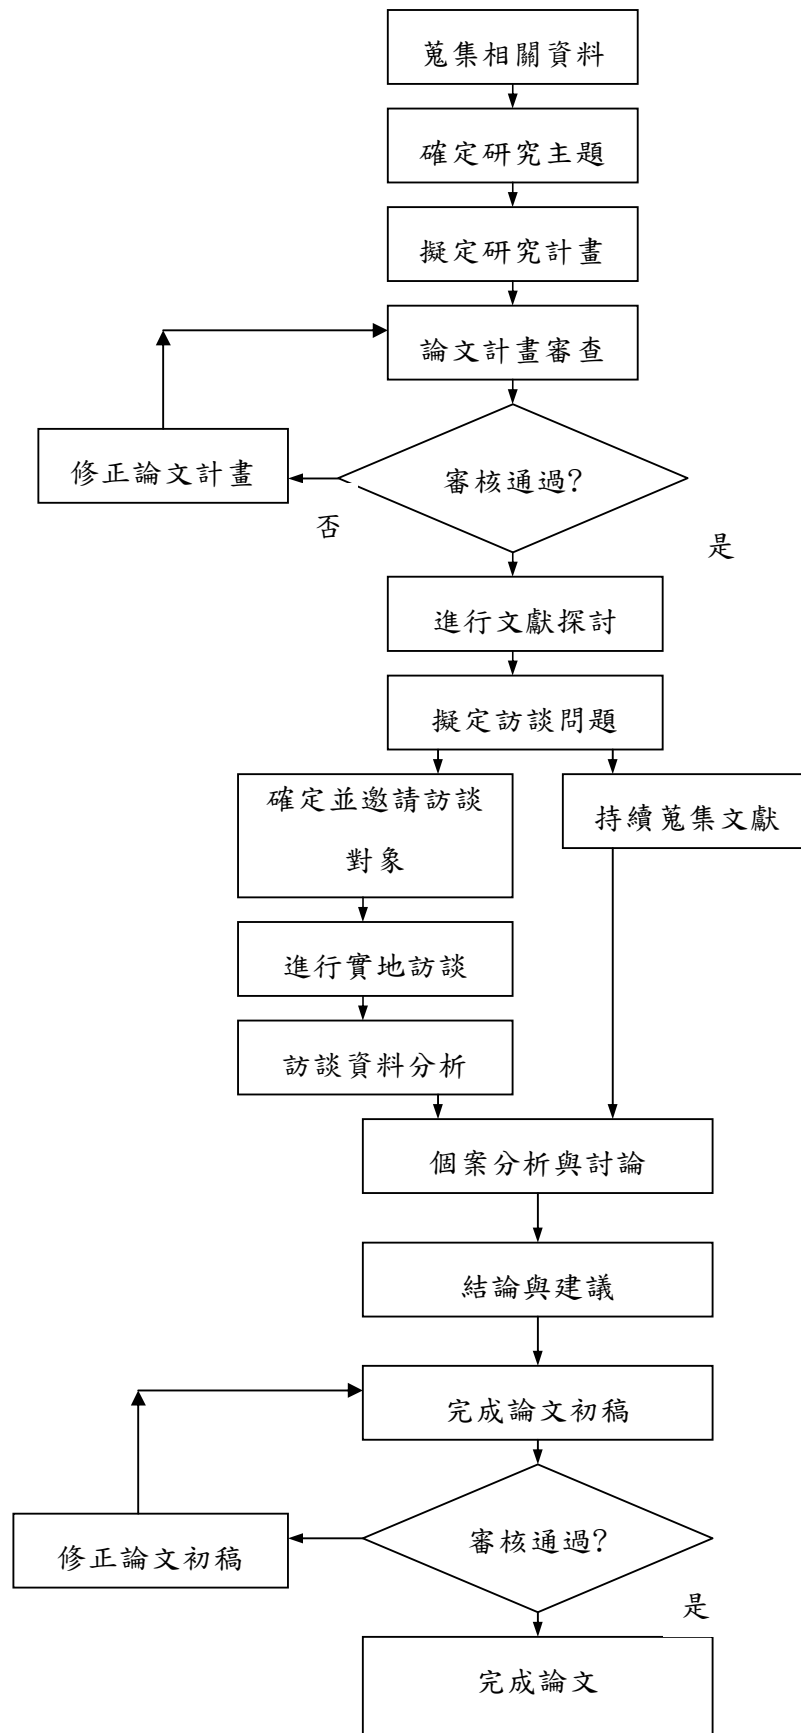 蒐集相關資料
確定研究主題
擬定研究計畫
論文計畫審查
修正論文計畫
審核通過?
否
是
進行文獻探討
擬定訪談問題
確定並邀請訪談
對象
持續蒐集文獻
進行實地訪談
訪談資料分析
個案分析與討論
結論與建議
完成論文初稿
修正論文初稿
審核通過?
是
完成論文